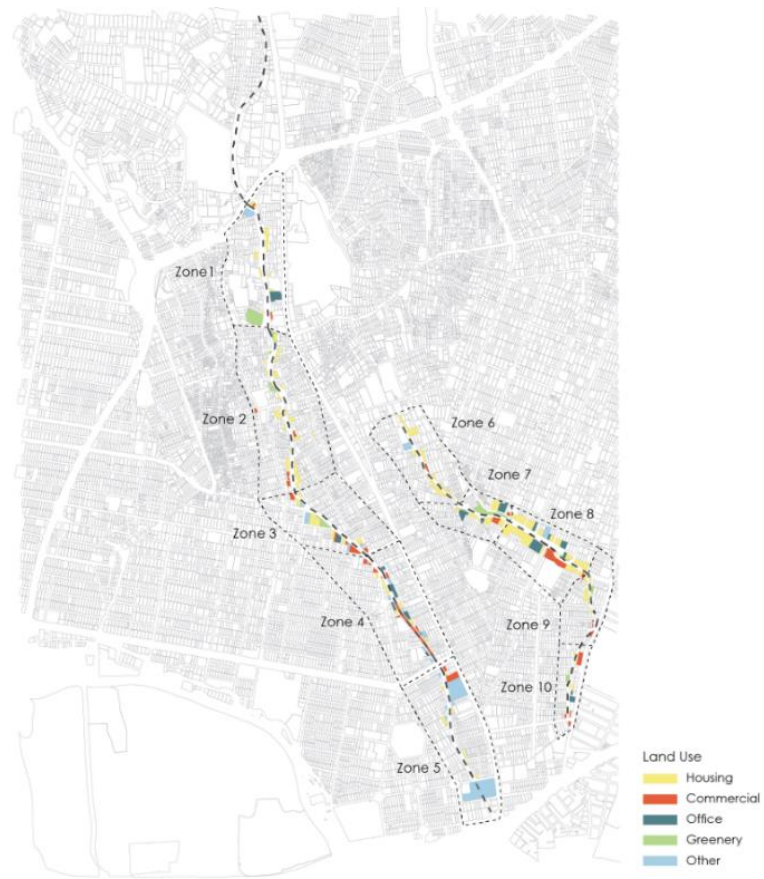 Zone1
Zone 2
Zone 3
Zone 4
Zone 5
Zone 6
Zone 7
Zone 8
Zone 9
Zone 10
Land Use
Housing
Commercial
Office
Greenery
Other